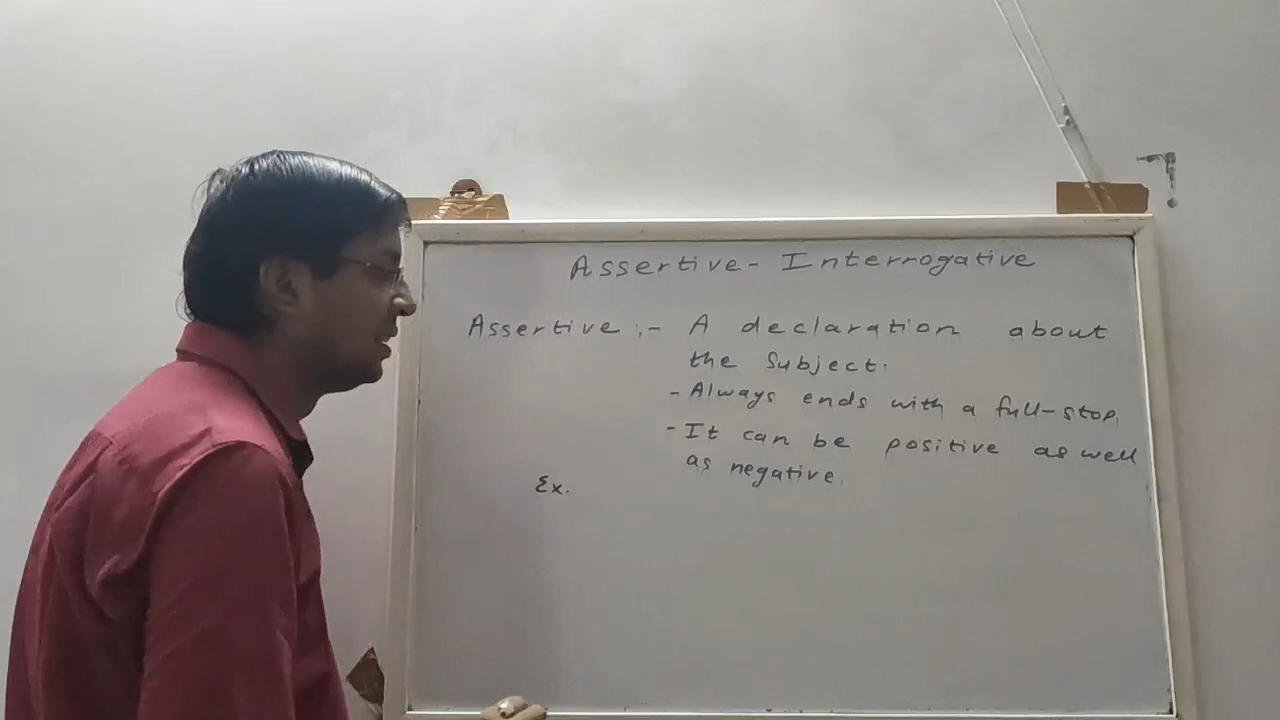 Assertive - Interrogative
Assertive :- A declaration about
the Subject.
- Always ends with a full-stop.
- It can be positive as well
as negative.
Ex.